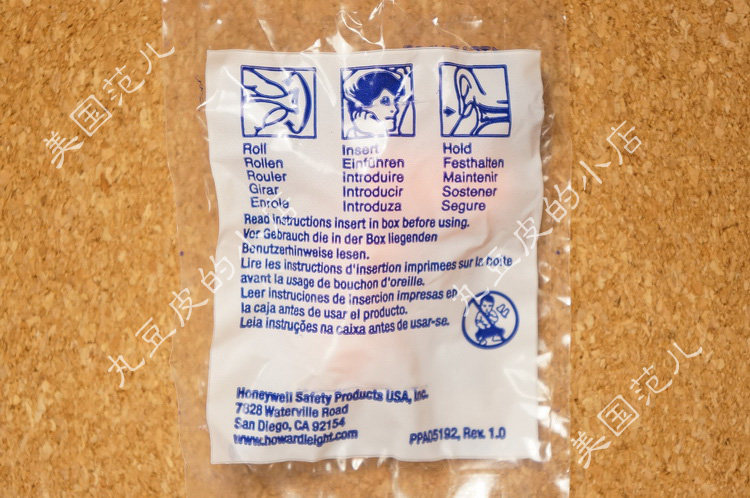 Roll Insert Hold
Rollen Einführen Festhalten
Rouler Introduire Maintenir
Girar Introducir Sostener
Enrole Introduza Segure
Read instructions insert in box before using.
Vor Gebrauch die in der Box liegenden
Benutzerhinweise lesen.
Lire les instructions d'insertion imprimees sur la boite
avant la usage de bouchon d'oreille.
Leer instruciones de insercion impresas en
la caja antes de usar el producto.
Leia instruções na caixa antes de usar-se.
Honeywell Safety Products USA, Inc.
7828 Waterville Road
San Diego, CA 92154
www.howardleight.com
PPA05192, Rev. 1.0
美国范儿
丸豆皮的小店
丸豆皮的小
美国范儿